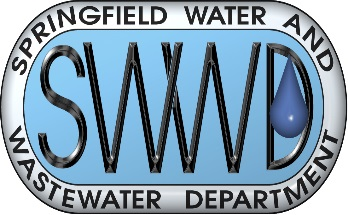 SPRINGFIELD WATER AND
SWWD
WASTEWATER DEPARTMENT